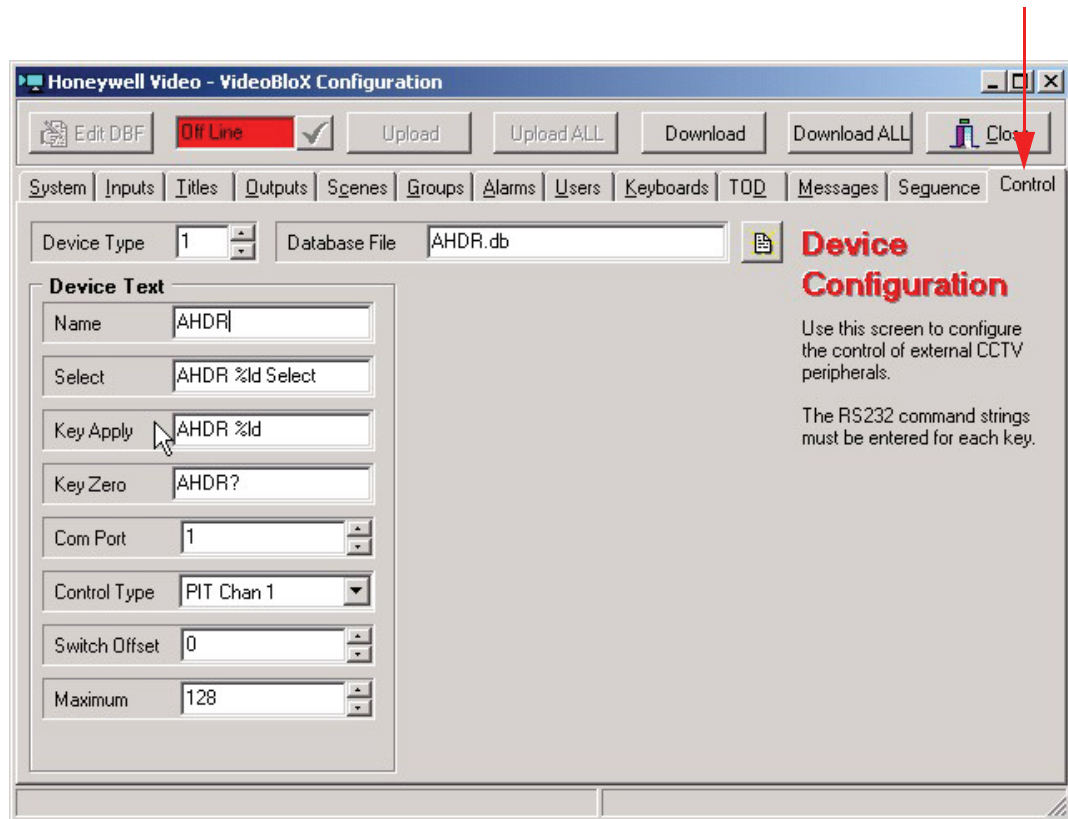 Honeywell Video - VideoBloX Configuration
Edit DBF Off Line Upload Upload ALL Download Download ALL
System Inputs Titles Outputs Scenes Groups Alarms Users Keyboards TOD Messages Sequence Control
Device Type 1 Database File AHDR.db
Device
Configuration
Use this screen to configure
the control of external CCTV
peripherals.
The RS232 command strings
must be entered for each key.
Device Text
Name AHDR
Select AHDR %ld Select
Key Apply AHDR %ld
Key Zero AHDR?
Com Port 1
Control Type PIT Chan 1
Switch Offset 0
Maximum 128